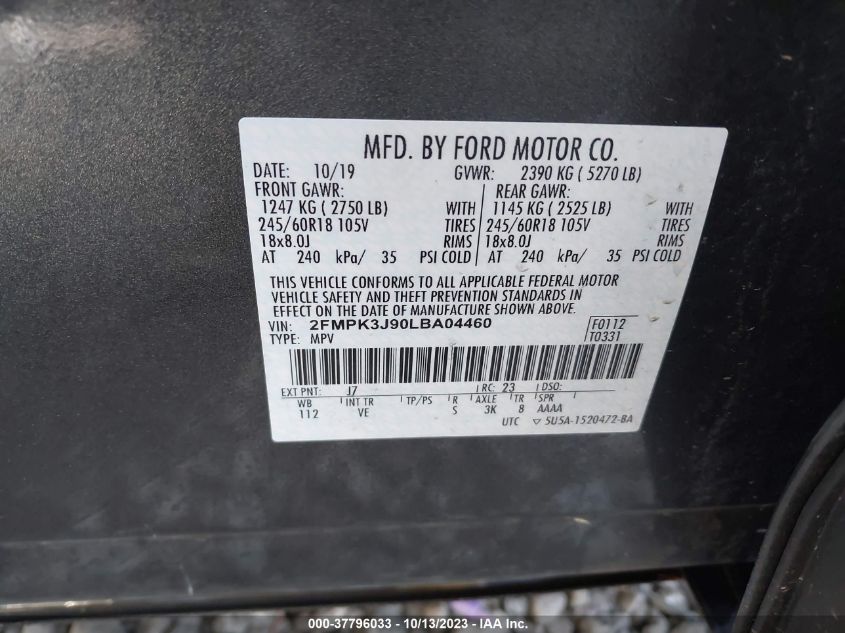 MFD. BY FORD MOTOR CO.
DATE: 10/19 GVWR: 2390 KG ( 5270 LB)
FRONT GAWR: REAR GAWR:
1247 KG ( 2750 LB) WITH 1145 KG ( 2525 LB) WITH
245/60R18 105V TIRES 245/60R18 105V TIRES
18x8.0J RIMS 18x8.0J RIMS
AT 240 kPa/ 35 PSI COLD AT 240 kPa/ 35 PSI COLD
THIS VEHICLE CONFORMS TO ALL APPLICABLE FEDERAL MOTOR
VEHICLE SAFETY AND THEFT PREVENTION STANDARDS IN
EFFECT ON THE DATE OF MANUFACTURE SHOWN ABOVE.
VIN: 2FMPK3J90LBA04460 F0112
TYPE: MPV T0331
EXT PNT: J7 RC: 23 DSO:
WB INT TR TP/PS R AXLE TR SPR
112 VE S 3K 8 AAAA
UTC ▽ 5U5A-1520472-BA
000-37796033 - 10/13/2023 - IAA Inc.